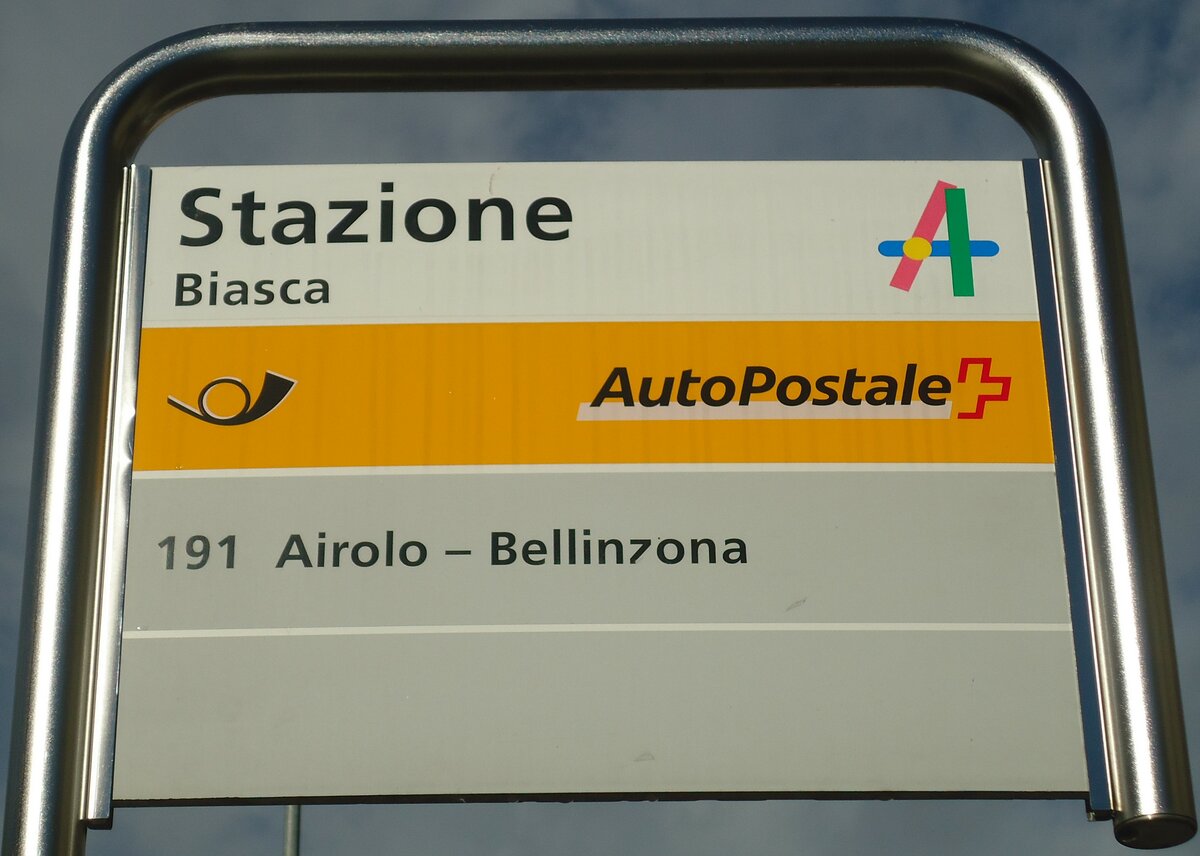 Stazione
Biasca
AutoPostale
191 Airolo – Bellinzona